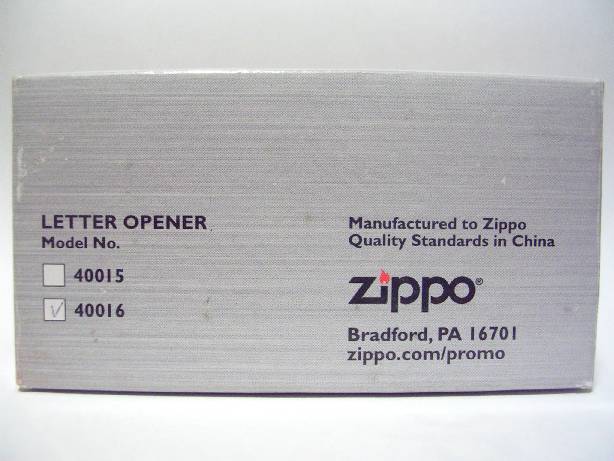 LETTER OPENER
Model No.
40015
40016
Manufactured to Zippo
Quality Standards in China
zippo®
Bradford, PA 16701
zippo.com/promo